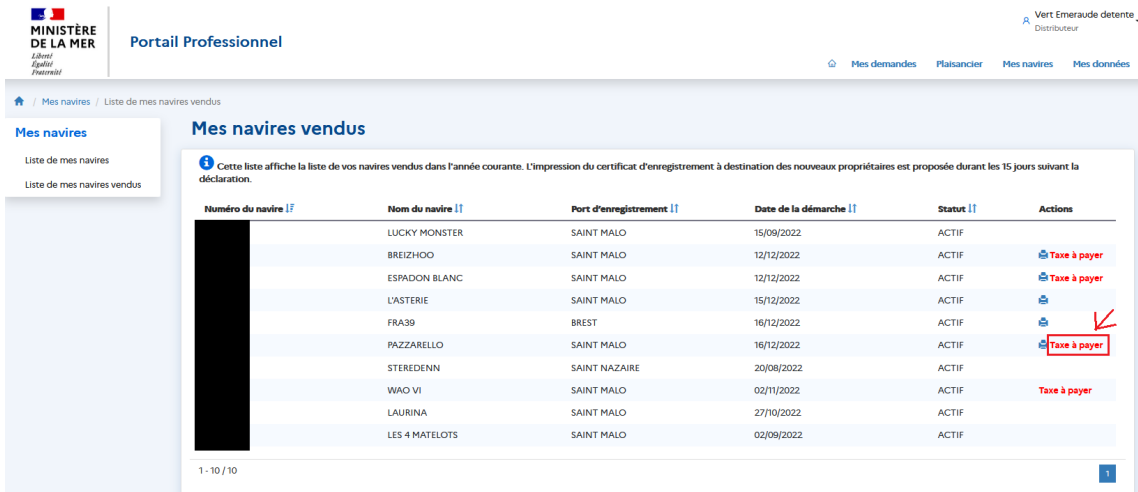 MINISTÈRE
DE LA MER
Liberté
Égalité
Fraternité
Portail Professionnel
Vert Emeraude detente
Distributeur
Mes demandes Plaisancier Mes navires Mes données
/ Mes navires / Liste de mes navires vendus
Mes navires
Liste de mes navires
Liste de mes navires vendus
Mes navires vendus
Cette liste affiche la liste de vos navires vendus dans l'année courante. L'impression du certificat d'enregistrement à destination des nouveaux propriétaires est proposée durant les 15 jours suivant la
déclaration.
Numéro du navire Nom du navire Port d'enregistrement Date de la démarche Statut Actions
LUCKY MONSTER SAINT MALO 15/09/2022 ACTIF
BREIZHOO SAINT MALO 12/12/2022 ACTIF Taxe à payer
ESPADON BLANC SAINT MALO 12/12/2022 ACTIF Taxe à payer
L'ASTERIE SAINT MALO 15/12/2022 ACTIF
FRA39 BREST 16/12/2022 ACTIF
PAZZARELLO SAINT MALO 16/12/2022 ACTIF Taxe à payer
STEREDENN SAINT NAZAIRE 20/08/2022 ACTIF
WAO VI SAINT MALO 02/11/2022 ACTIF Taxe à payer
LAURINA SAINT MALO 27/10/2022 ACTIF
LES 4 MATELOTS SAINT MALO 02/09/2022 ACTIF
1 - 10 / 10
1